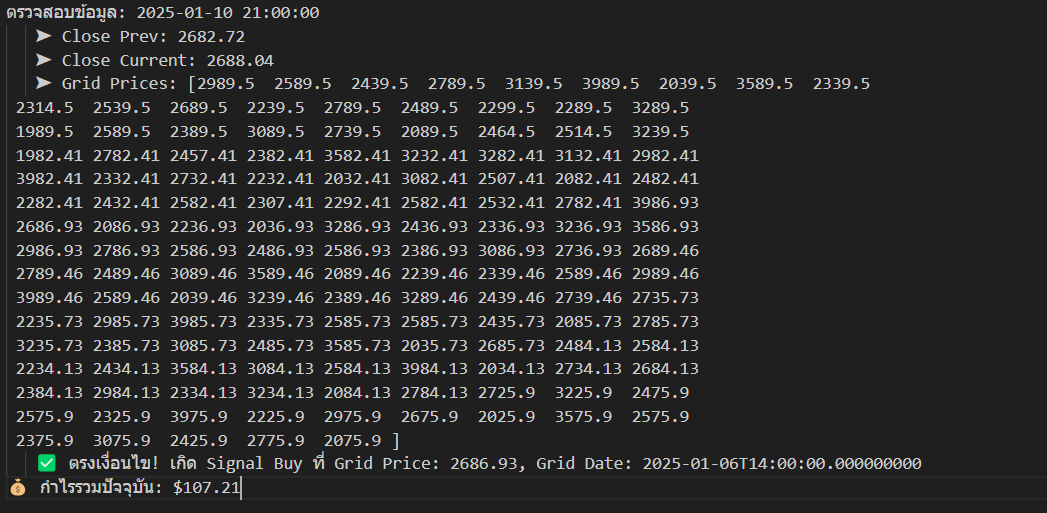 ตรวจสอบข้อมูล: 2025-01-10 21:00:00
➤ Close Prev: 2682.72
➤ Close Current: 2688.04
➤ Grid Prices: [2989.5  2589.5  2439.5  2789.5  3139.5  3989.5  2039.5  3589.5  2339.5
2314.5  2539.5  2689.5  2239.5  2789.5  2489.5  2299.5  2289.5  3289.5
1989.5  2589.5  2389.5  3089.5  2739.5  2089.5  2464.5  2514.5  3239.5
1982.41 2782.41 2457.41 2382.41 3582.41 3232.41 3282.41 3132.41 2982.41
3982.41 2332.41 2732.41 2232.41 2032.41 3082.41 2507.41 2082.41 2482.41
2282.41 2432.41 2582.41 2307.41 2292.41 2582.41 2532.41 2782.41 3986.93
2686.93 2086.93 2236.93 2036.93 3286.93 2436.93 2336.93 3236.93 3586.93
2986.93 2786.93 2586.93 2486.93 2586.93 2386.93 3086.93 2736.93 2689.46
2789.46 2489.46 3089.46 3589.46 2089.46 2239.46 2339.46 2589.46 2989.46
3989.46 2589.46 2039.46 3239.46 2389.46 3289.46 2439.46 2739.46 2735.73
2235.73 2985.73 3985.73 2335.73 2585.73 2585.73 2435.73 2085.73 2785.73
3235.73 2385.73 3085.73 2485.73 3585.73 2035.73 2685.73 2484.13 2584.13
2234.13 2434.13 3584.13 3084.13 2584.13 3984.13 2034.13 2734.13 2684.13
2384.13 2984.13 2334.13 3234.13 2084.13 2784.13 2725.9  3225.9  2475.9
2575.9  2325.9  3975.9  2225.9  2975.9  2675.9  2025.9  3575.9  2575.9
2375.9  3075.9  2425.9  2775.9  2075.9 ]
✅ ตรงเงื่อนไข! เกิด Signal Buy ที่ Grid Price: 2686.93, Grid Date: 2025-01-06T14:00:00.000000000
💰 กำไรรวมปัจจุบัน: $107.21